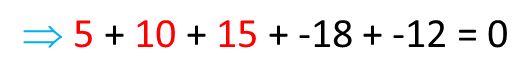 ⇒ 5 + 10 + 15 + -18 + -12 = 0